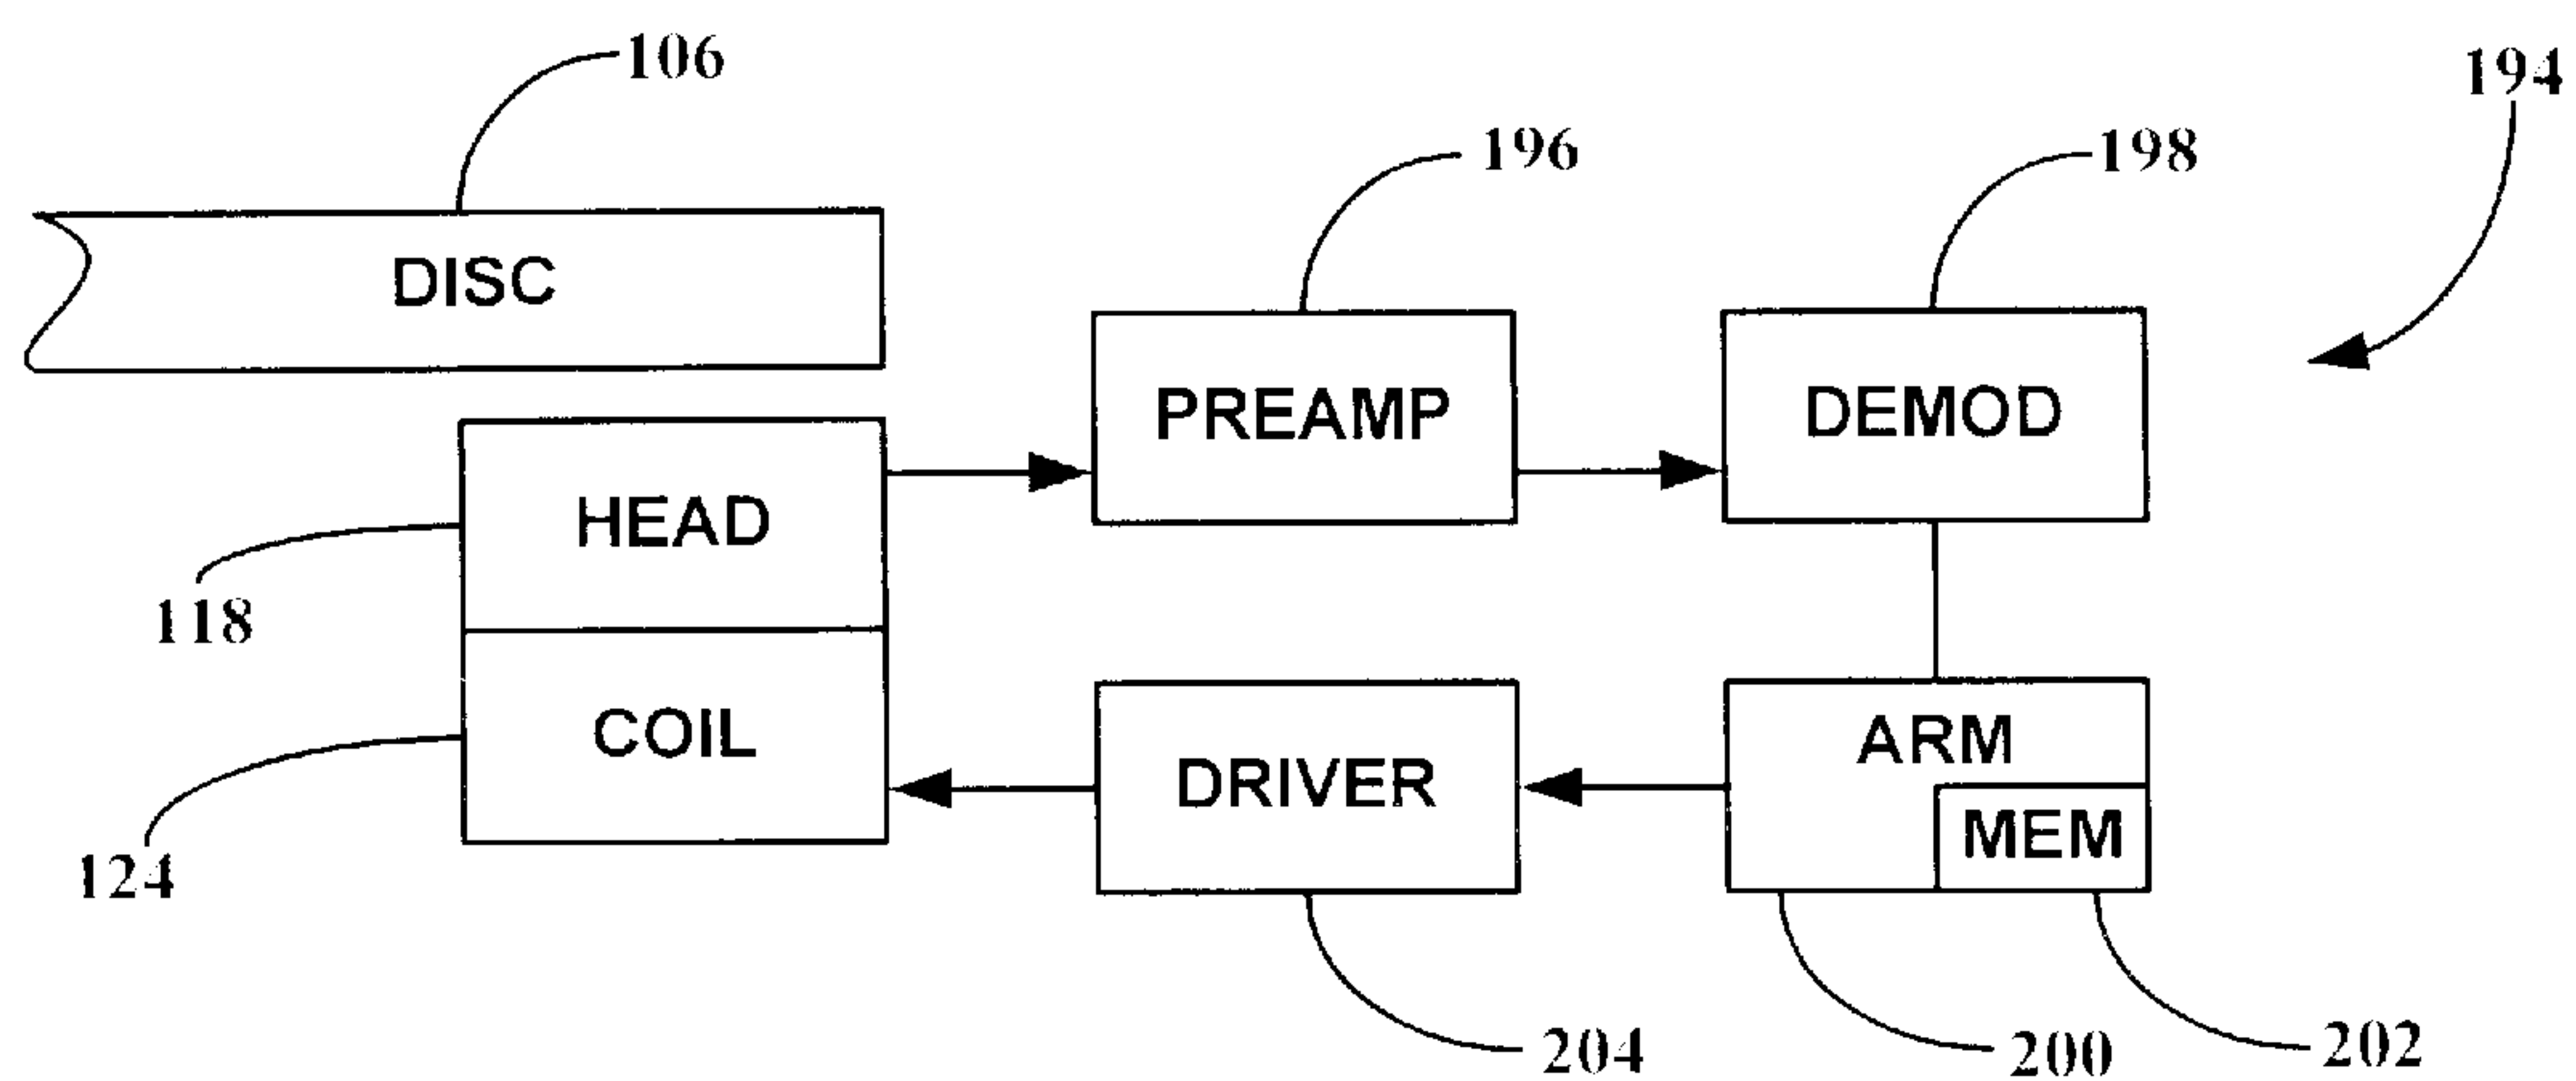 106
194
196
198
DISC
PREAMP
DEMOD
HEAD
118
COIL
ARM
DRIVER
MEM
124
204
200
202